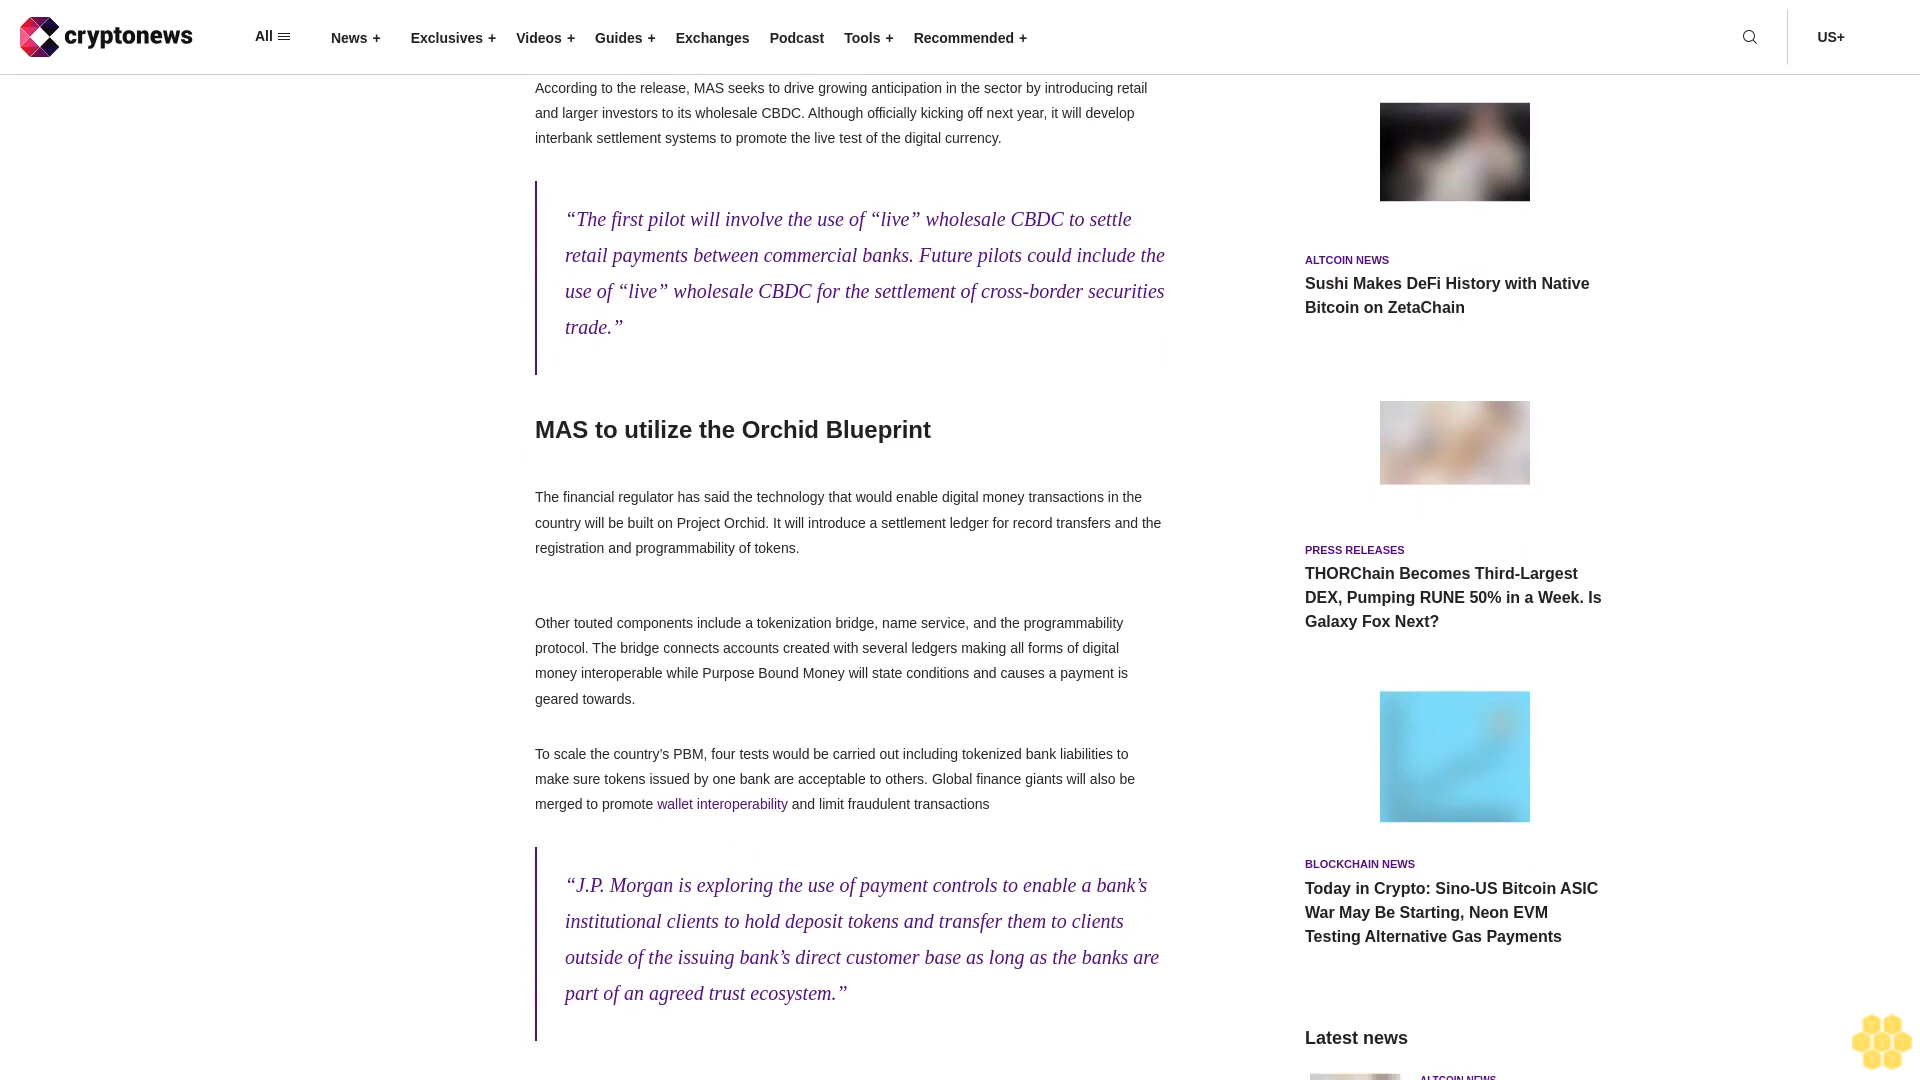 cryptonews
All
News +
Exclusives +
Videos +
Guides +
Exchanges
Podcast
Tools +
Recommended +
US+
According to the release, MAS seeks to drive growing anticipation in the sector by introducing retail
and larger investors to its wholesale CBDC. Although officially kicking off next year, it will develop
interbank settlement systems to promote the live test of the digital currency.
“The first pilot will involve the use of “live” wholesale CBDC to settle
retail payments between commercial banks. Future pilots could include the
use of “live” wholesale CBDC for the settlement of cross-border securities
trade.”
MAS to utilize the Orchid Blueprint
The financial regulator has said the technology that would enable digital money transactions in the
country will be built on Project Orchid. It will introduce a settlement ledger for record transfers and the
registration and programmability of tokens.
Other touted components include a tokenization bridge, name service, and the programmability
protocol. The bridge connects accounts created with several ledgers making all forms of digital
money interoperable while Purpose Bound Money will state conditions and causes a payment is
geared towards.
To scale the country’s PBM, four tests would be carried out including tokenized bank liabilities to
make sure tokens issued by one bank are acceptable to others. Global finance giants will also be
merged to promote wallet interoperability and limit fraudulent transactions
“J.P. Morgan is exploring the use of payment controls to enable a bank’s
institutional clients to hold deposit tokens and transfer them to clients
outside of the issuing bank’s direct customer base as long as the banks are
part of an agreed trust ecosystem.”
ALTCOIN NEWS
Sushi Makes DeFi History with Native
Bitcoin on ZetaChain
PRESS RELEASES
THORChain Becomes Third-Largest
DEX, Pumping RUNE 50% in a Week. Is
Galaxy Fox Next?
BLOCKCHAIN NEWS
Today in Crypto: Sino-US Bitcoin ASIC
War May Be Starting, Neon EVM
Testing Alternative Gas Payments
Latest news
ALTCOIN NEWS